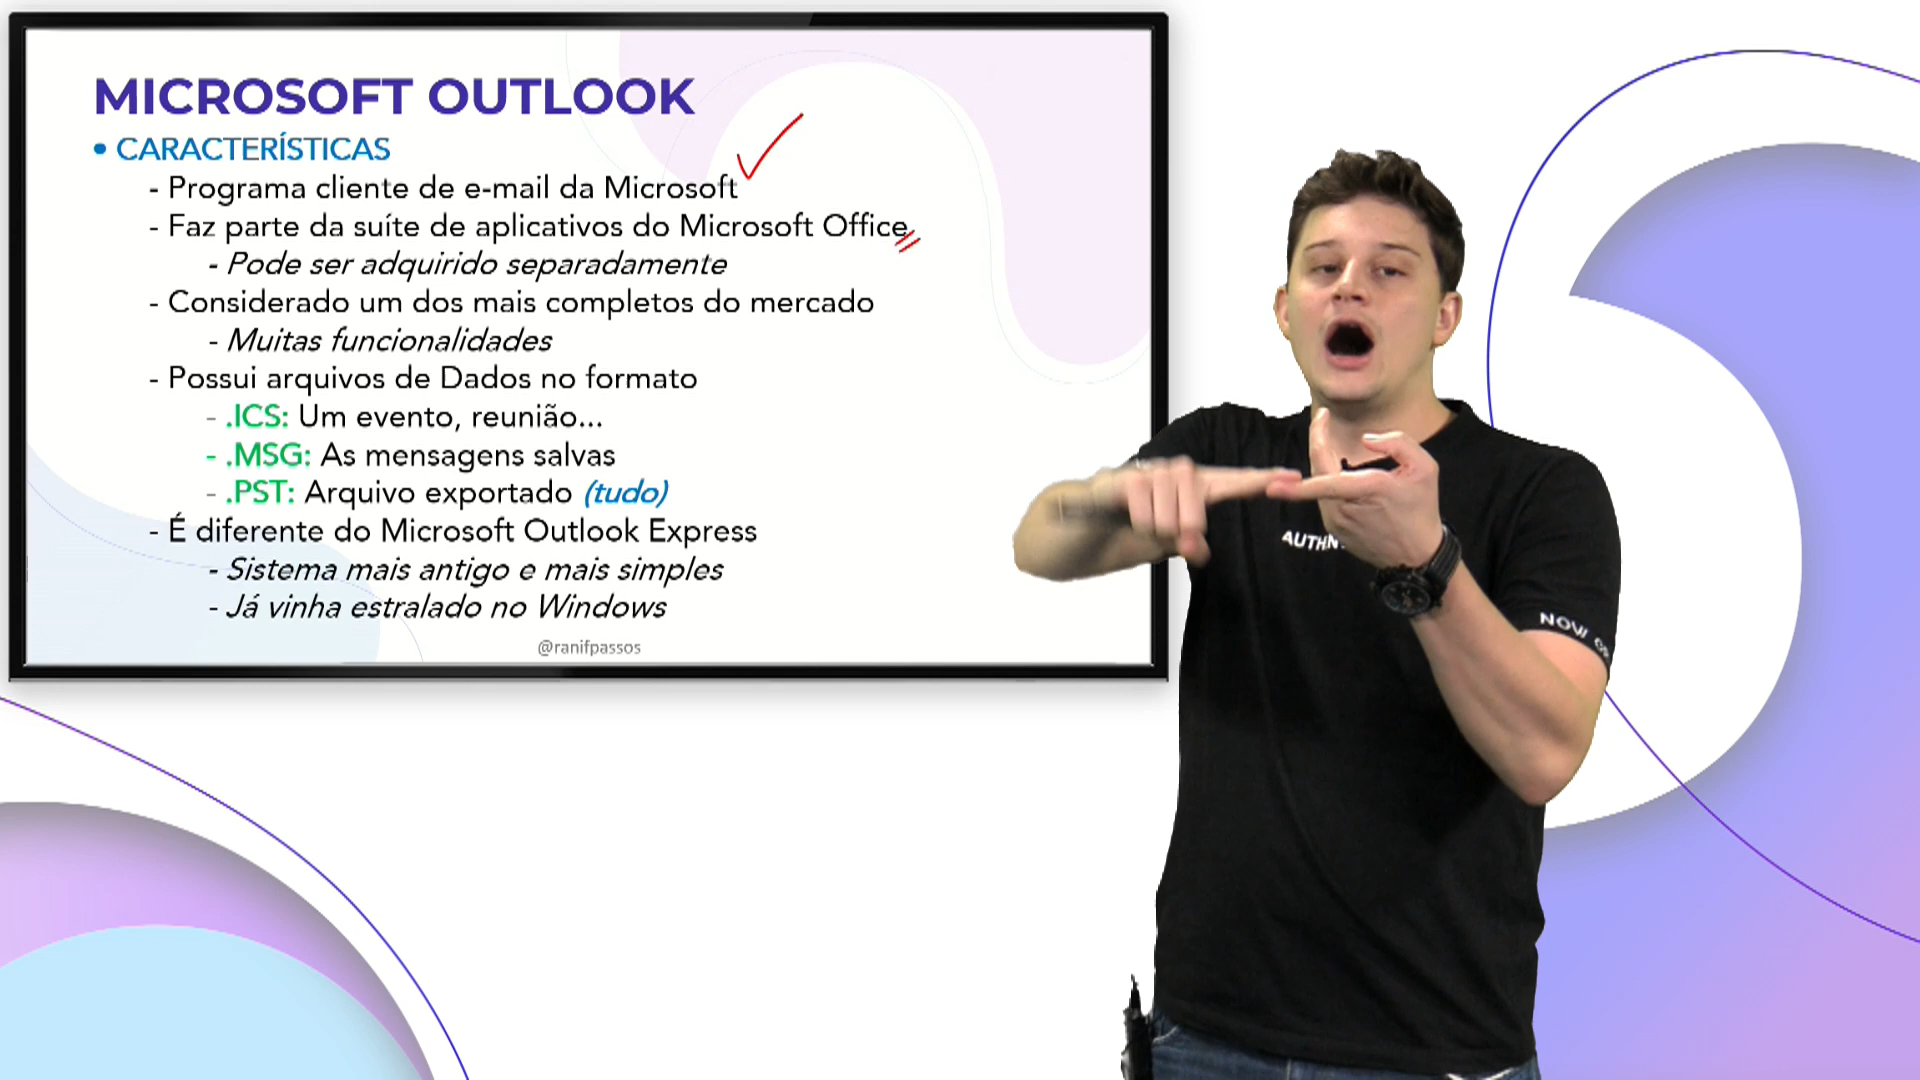 MICROSOFT OUTLOOK
• CARACTERÍSTICAS
- Programa cliente de e-mail da Microsoft
- Faz parte da suíte de aplicativos do Microsoft Office
- Pode ser adquirido separadamente
- Considerado um dos mais completos do mercado
- Muitas funcionalidades
- Possui arquivos de Dados no formato
- .ICS: Um evento, reunião...
- .MSG: As mensagens salvas
- .PST: Arquivo exportado (tudo)
- É diferente do Microsoft Outlook Express
- Sistema mais antigo e mais simples
- Já vinha estralado no Windows
@ranifpassos
NOW